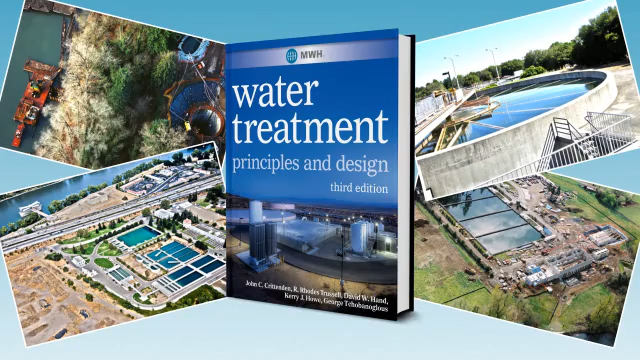 MWH
water
treatment
principles and design
third edition
John C. Crittenden, R. Rhodes Trussell, David W. Hand,
Kerry J. Howe, George Tchobanoglous